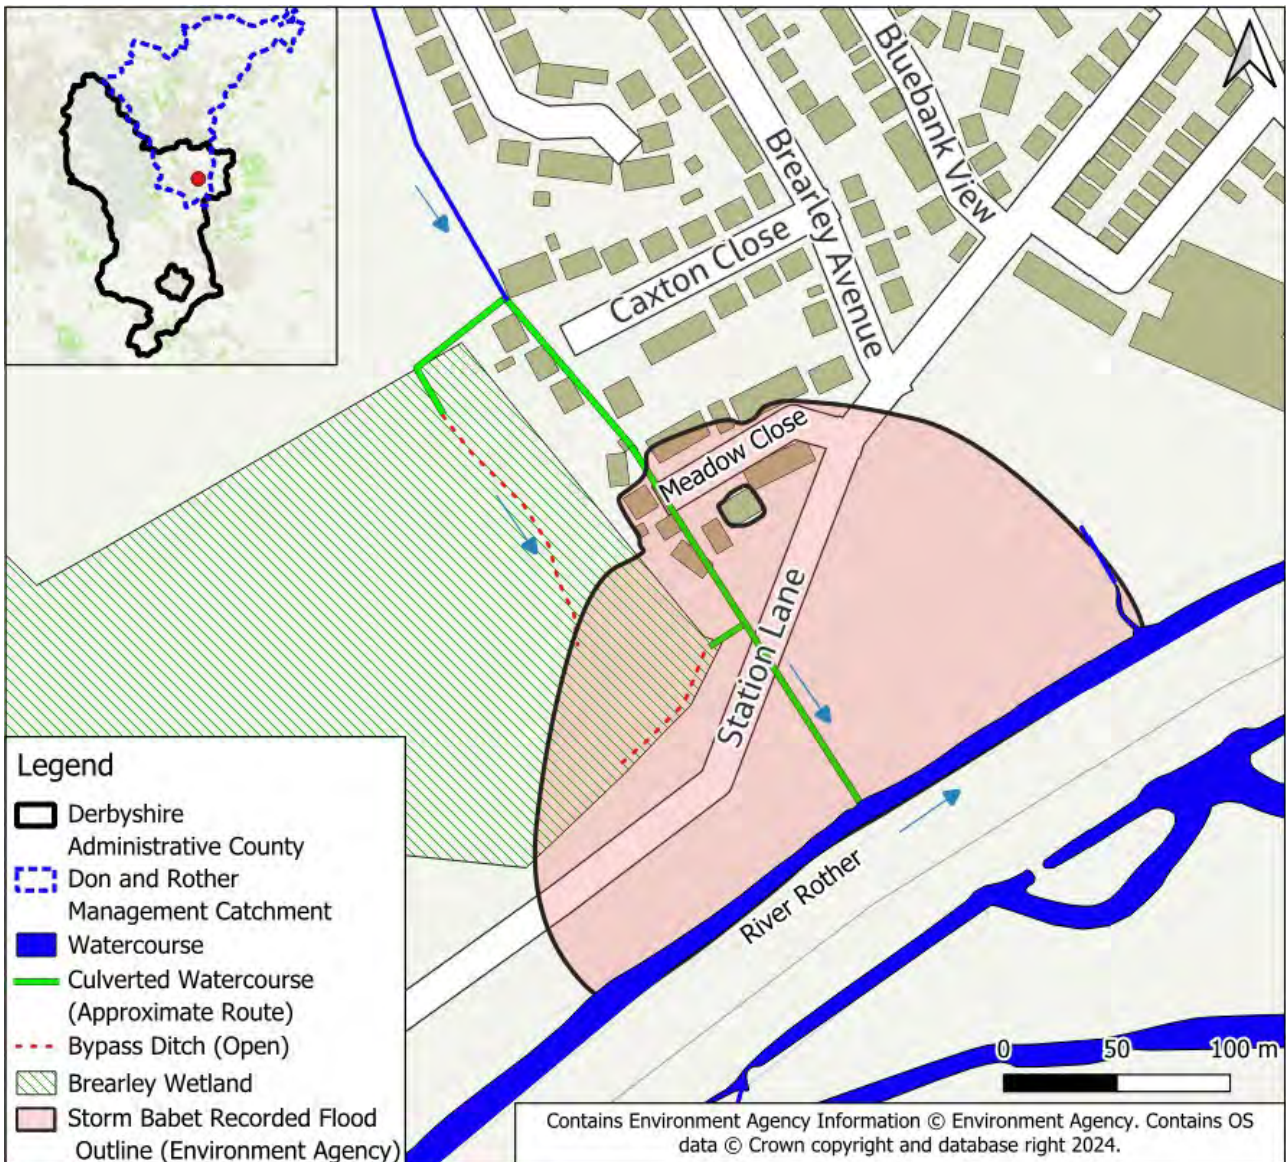 Bluebank View
Brearley Avenue
Caxton Close
Meadow Close
Station Lane
River Rother
Legend
Derbyshire
Administrative County
Don and Rother
Management Catchment
Watercourse
Culverted Watercourse
(Approximate Route)
Bypass Ditch (Open)
Brearley Wetland
Storm Babet Recorded Flood
Outline (Environment Agency)
0 50 100 m
Contains Environment Agency Information © Environment Agency. Contains OS
data © Crown copyright and database right 2024.